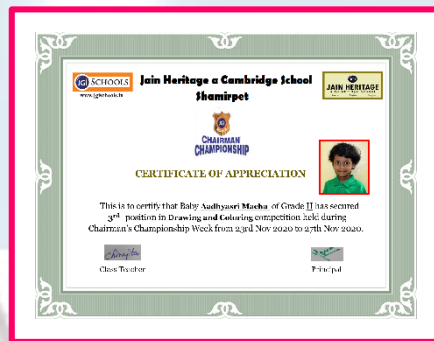 JGI SCHOOLS
www.jgischools.in
Jain Heritage a Cambridge School
Shamirpet
JAIN HERITAGE
CHAIRMAN
CHAMPIONSHIP
CERTIFICATE OF APPRECIATION
This is to certify that Baby Aadhyasri Macha of Grade II has secured
3rd position in Drawing and Coloring competition held during
Chairman's Championship Week from 23rd Nov 2020 to 27th Nov 2020.
Class Teacher
Principal